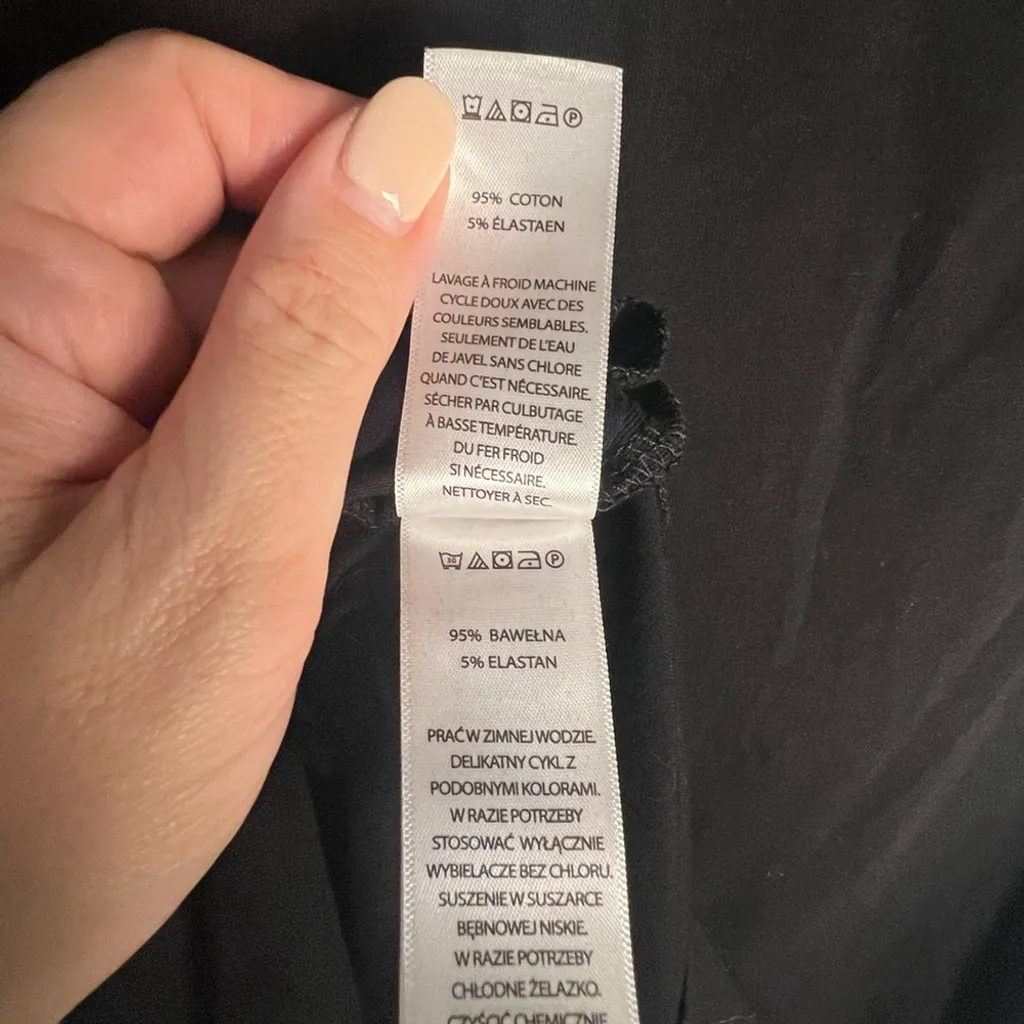 95% COTON
5% ÉLASTAEN
LAVAGE À FROID MACHINE
CYCLE DOUX AVEC DES
COULEURS SEMBLABLES.
SEULEMENT DE L'EAU
DE JAVEL SANS CHLORE
QUAND C'EST NÉCESSAIRE.
SÉCHER PAR CULBUTAGE
À BASSE TEMPÉRATURE.
DU FER FROID
SI NÉCESSAIRE.
NETTOYER À SEC.
30 P
95% BAWEŁNA
5% ELASTAN
PRAĆ W ZIMNEJ WODZIE.
DELIKATNY CYKL Z
PODOBNYMI KOLORAMI.
W RAZIE POTRZEBY
STOSOWAĆ WYŁĄCZNIE
WYBIELACZE BEZ CHLORU.
SUSZENIE W SUSZARCE
BĘBNOWEJ NISKIE.
W RAZIE POTRZEBY
CHŁODNE ŻELAZKO.
CZYŚCIĆ CHEMICZNIE